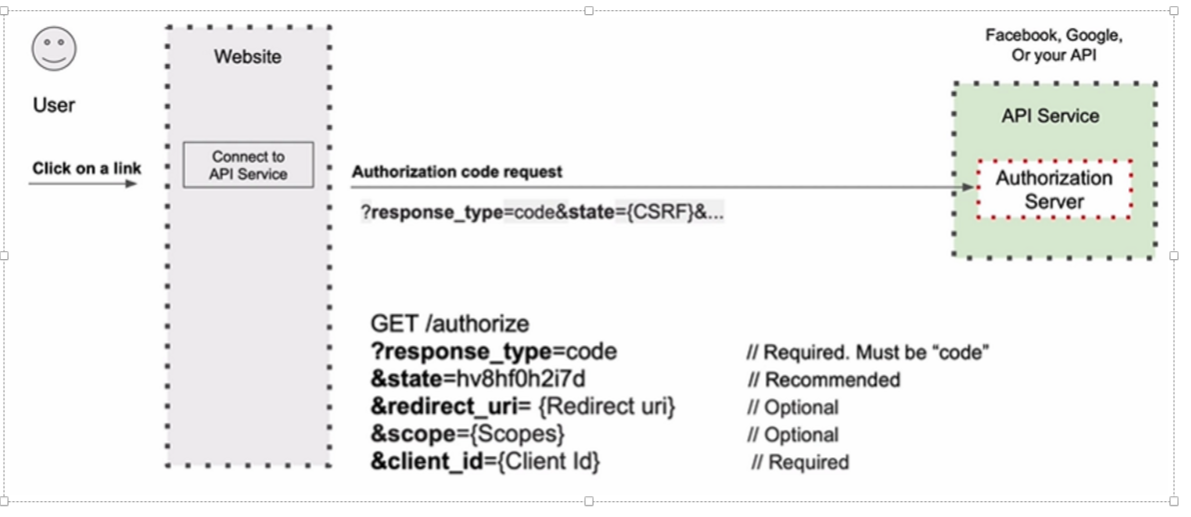 User
Click on a link
Website
Connect to
API Service
Authorization code request
?response_type=code&state={CSRF}&...
Facebook, Google,
Or your API
API Service
Authorization
Server
GET /authorize
?response_type=code // Required. Must be “code”
&state=hv8hf0h2i7d // Recommended
&redirect_uri= {Redirect uri} // Optional
&scope={Scopes} // Optional
&client_id={Client Id} // Required